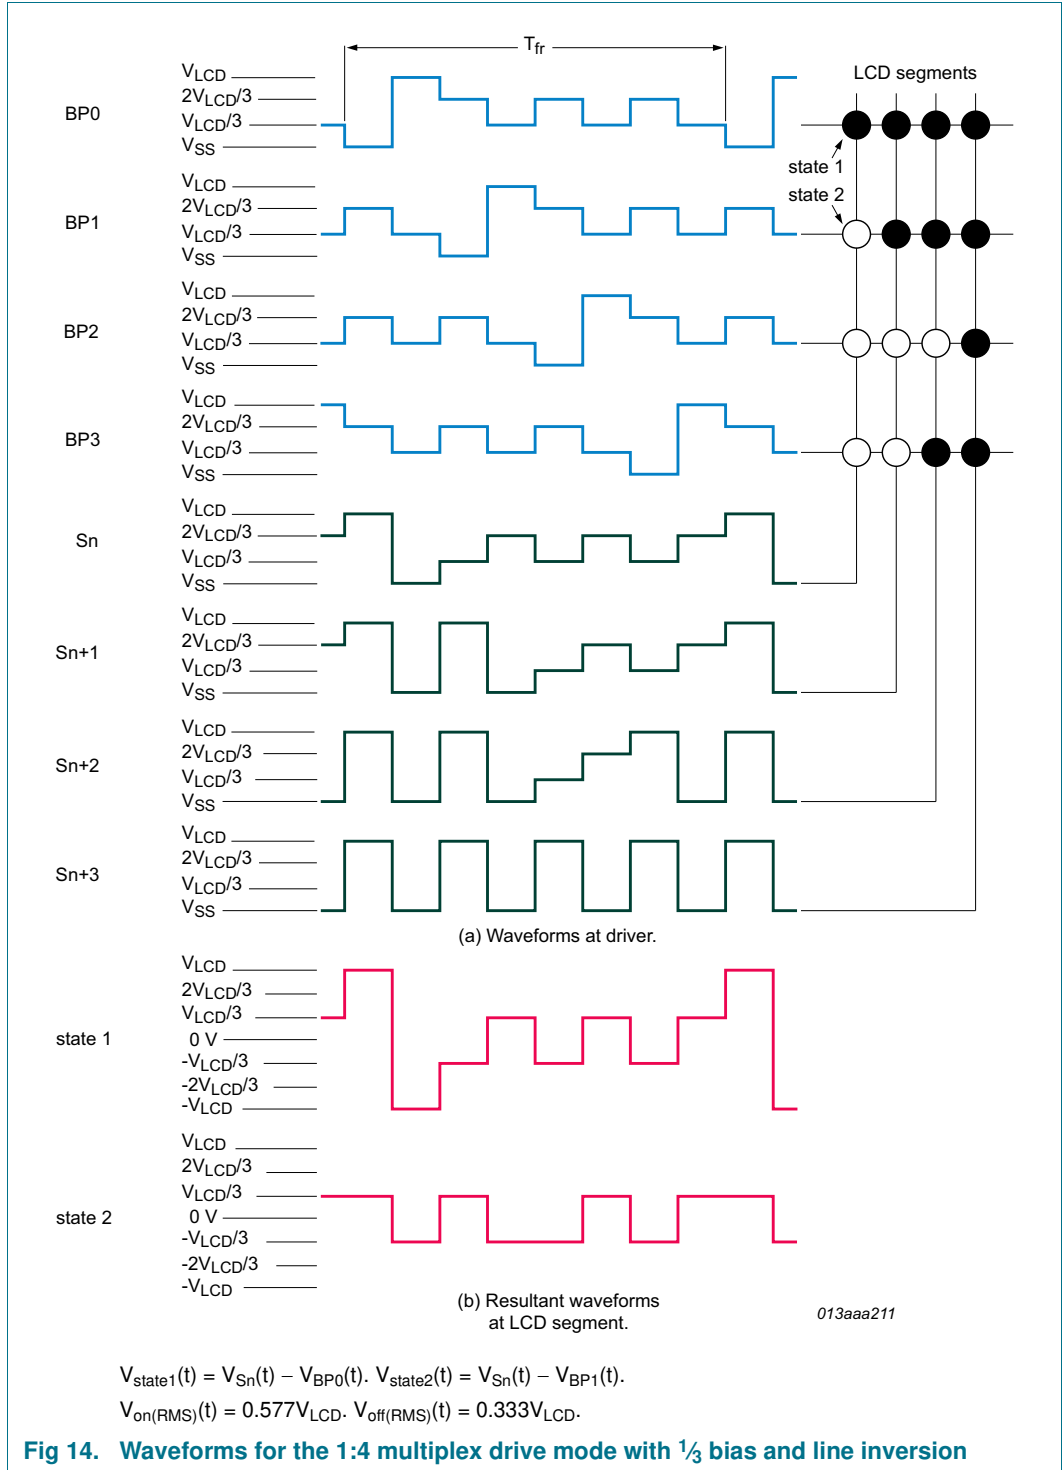 Tfr
VLCD
2VLCD/3
VLCD/3
VSS
BP0
LCD segments
state 1
state 2
VLCD
2VLCD/3
VLCD/3
VSS
BP1
VLCD
2VLCD/3
VLCD/3
VSS
BP2
VLCD
2VLCD/3
VLCD/3
VSS
BP3
VLCD
2VLCD/3
VLCD/3
VSS
Sn
VLCD
2VLCD/3
VLCD/3
VSS
Sn+1
VLCD
2VLCD/3
VLCD/3
VSS
Sn+2
VLCD
2VLCD/3
VLCD/3
VSS
Sn+3
(a) Waveforms at driver.
VLCD
2VLCD/3
VLCD/3
0 V
-VLCD/3
-2VLCD/3
-VLCD
state 1
VLCD
2VLCD/3
VLCD/3
0 V
-VLCD/3
-2VLCD/3
-VLCD
state 2
(b) Resultant waveforms
at LCD segment.
013aaa211
Vstate1(t) = VSn(t) − VBP0(t). Vstate2(t) = VSn(t) − VBP1(t).
Von(RMS)(t) = 0.577VLCD. Voff(RMS)(t) = 0.333VLCD.
Fig 14. Waveforms for the 1:4 multiplex drive mode with 1⁄3 bias and line inversion